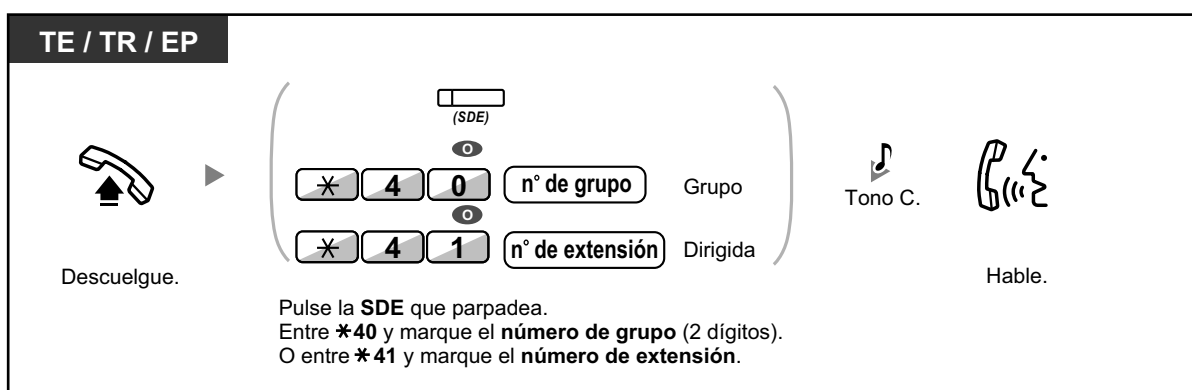 TE / TR / EP
(SDE)
O
✳ 4 0 n° de grupo Grupo
O
✳ 4 1 n° de extensión Dirigida
Tono C.
Descuelgue.
Hable.
Pulse la SDE que parpadea.
Entre ✳40 y marque el número de grupo (2 dígitos).
O entre ✳41 y marque el número de extensión.